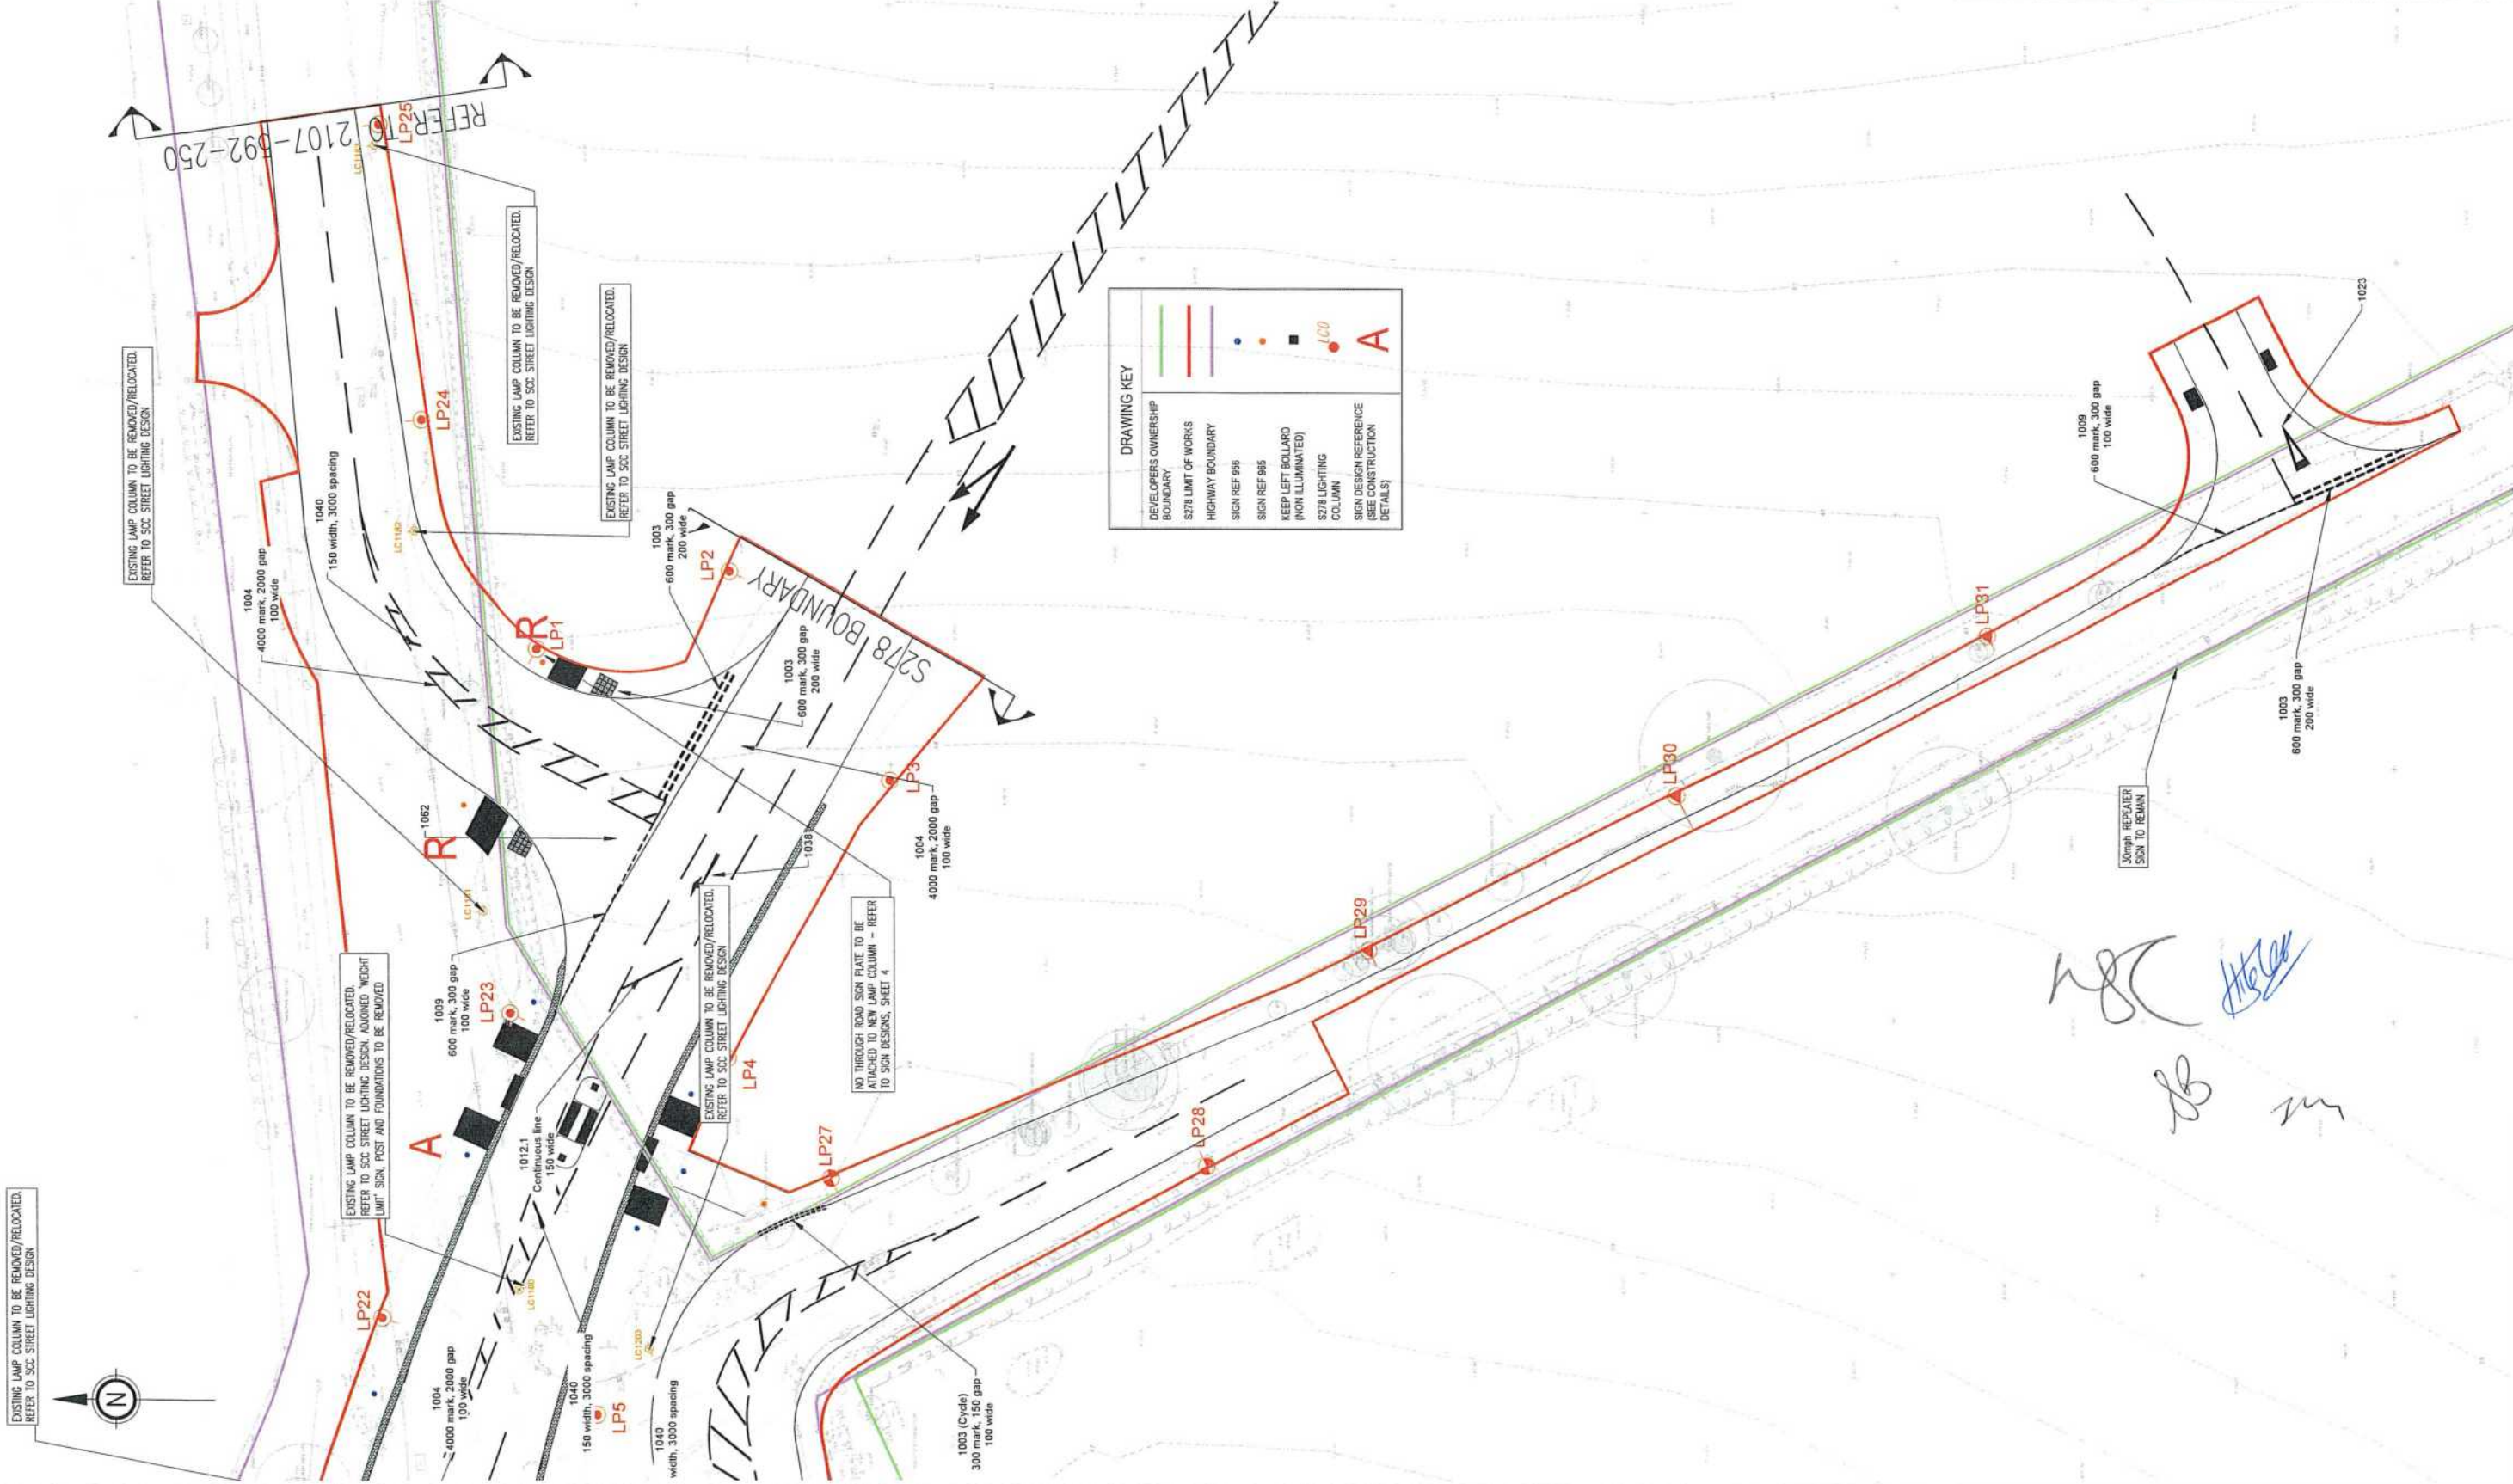 EXISTING LAMP COLUMN TO BE REMOVED/RELOCATED.
REFER TO SCC STREET LIGHTING DESIGN
N
LP22
1004
4000 mark, 2000 gap
100 wide
1040
150 width, 3000 spacing
LP5
1040
width, 3000 spacing
1003 (Cycle)
300 mark, 150 gap
100 wide
LC1203
LC1180
EXISTING LAMP COLUMN TO BE REMOVED/RELOCATED.
REFER TO SCC STREET LIGHTING DESIGN. ADJOINED 'WEIGHT
LIMIT' SIGN, POST AND FOUNDATIONS TO BE REMOVED
A
1009
600 mark, 300 gap
100 wide
LP23
1012.1
Continuous line
150 wide
EXISTING LAMP COLUMN TO BE REMOVED/RELOCATED.
REFER TO SCC STREET LIGHTING DESIGN
LP4
LP27
LP28
NO THROUGH ROAD SIGN PLATE TO BE
ATTACHED TO NEW LAMP COLUMN - REFER
TO SIGN DESIGNS, SHEET 4
EXISTING LAMP COLUMN TO BE REMOVED/RELOCATED.
REFER TO SCC STREET LIGHTING DESIGN
R
1062
1038
1004
4000 mark, 2000 gap
100 wide
LP3
1004
4000 mark, 2000 gap
100 wide
1040
150 width, 3000 spacing
LC1182
R
LP1
1003
600 mark, 300 gap
200 wide
LP2
1003
600 mark, 300 gap
200 wide
S278 BOUNDARY
LP24
EXISTING LAMP COLUMN TO BE REMOVED/RELOCATED.
REFER TO SCC STREET LIGHTING DESIGN
EXISTING LAMP COLUMN TO BE REMOVED/RELOCATED.
REFER TO SCC STREET LIGHTING DESIGN
LP25
REFER TO 2107-592-250
DRAWING KEY
DEVELOPERS OWNERSHIP
BOUNDARY
S278 LIMIT OF WORKS
HIGHWAY BOUNDARY
SIGN REF 956
SIGN REF 965
KEEP LEFT BOLLARD
(NON ILLUMINATED)
S278 LIGHTING
COLUMN
LCO
SIGN DESIGN REFERENCE
(SEE CONSTRUCTION
DETAILS)
A
LP29
LP30
LP31
30mph REPEATER
SIGN TO REMAIN
1003
600 mark, 300 gap
200 wide
1009
600 mark, 300 gap
100 wide
1023